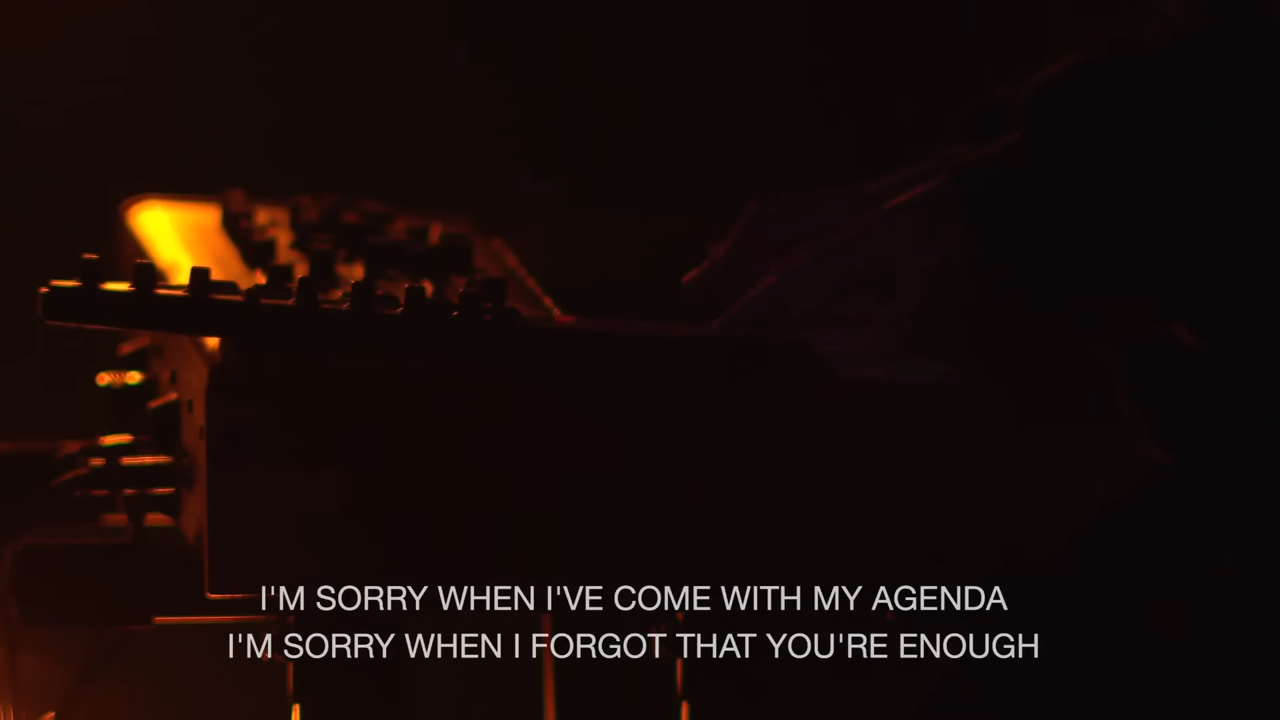 I'M SORRY WHEN I'VE COME WITH MY AGENDA
I'M SORRY WHEN I FORGOT THAT YOU'RE ENOUGH